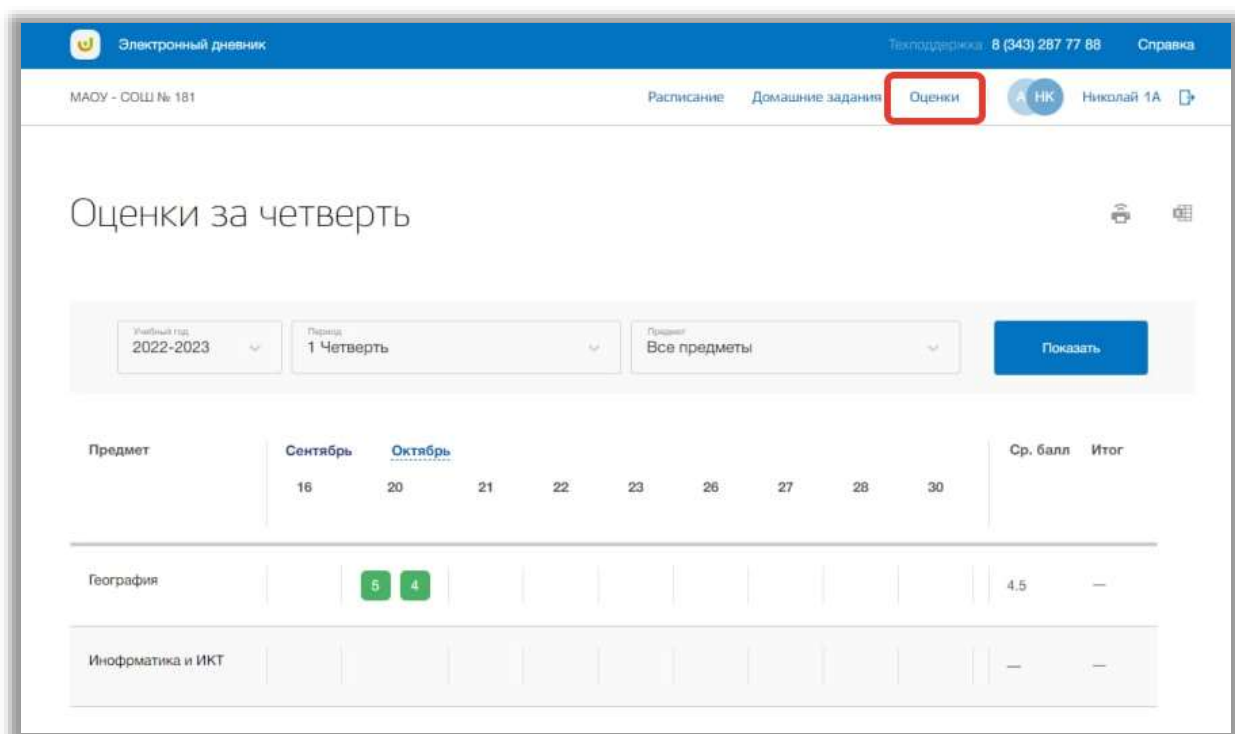 Электронный дневник Техподдержка 8 (343) 287 77 88 Справка
МАОУ - СОШ № 181 Расписание Домашние задания Оценки А НК Николай 1А
Оценки за четверть
Учебный год Период Предмет
2022-2023 1 Четверть Все предметы Показать
Предмет Сентябрь Октябрь Ср. балл Итог
16 20 21 22 23 26 27 28 30
География 5 4 4.5 —
Инофрматика и ИКТ — —